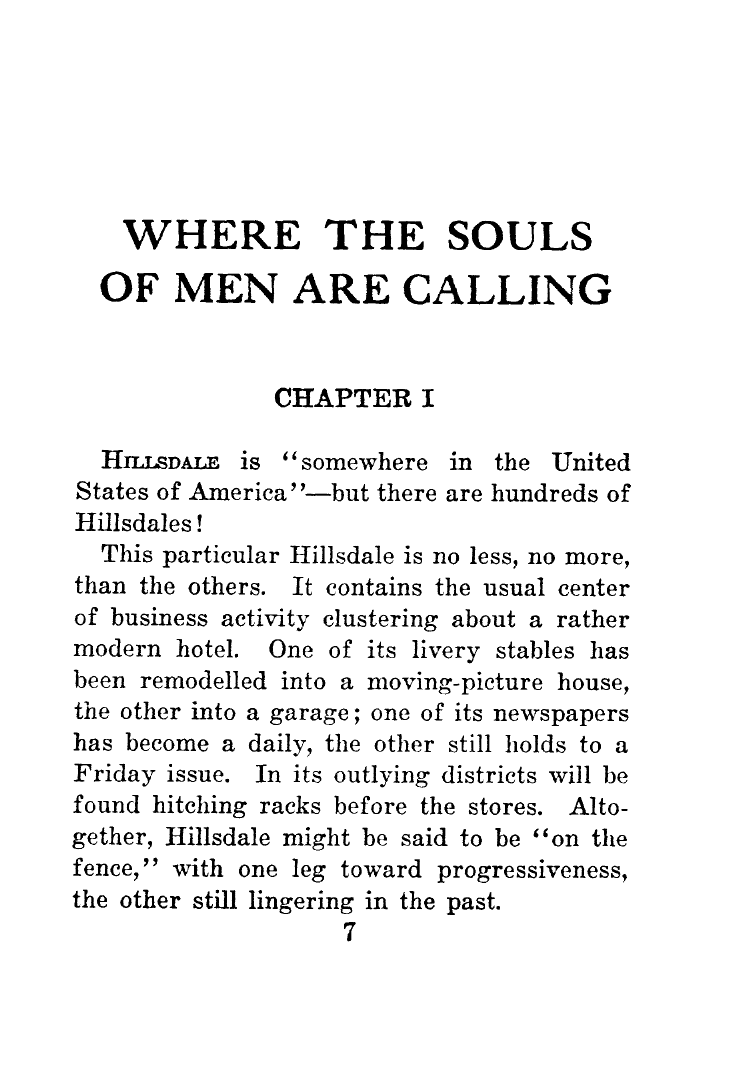 WHERE THE SOULS
OF MEN ARE CALLING
CHAPTER I
HILLSDALE is “somewhere in the United
States of America”—but there are hundreds of
Hillsdales!
This particular Hillsdale is no less, no more,
than the others. It contains the usual center
of business activity clustering about a rather
modern hotel. One of its livery stables has
been remodelled into a moving-picture house,
the other into a garage; one of its newspapers
has become a daily, the other still holds to a
Friday issue. In its outlying districts will be
found hitching racks before the stores. Alto-
gether, Hillsdale might be said to be “on the
fence,” with one leg toward progressiveness,
the other still lingering in the past.
7